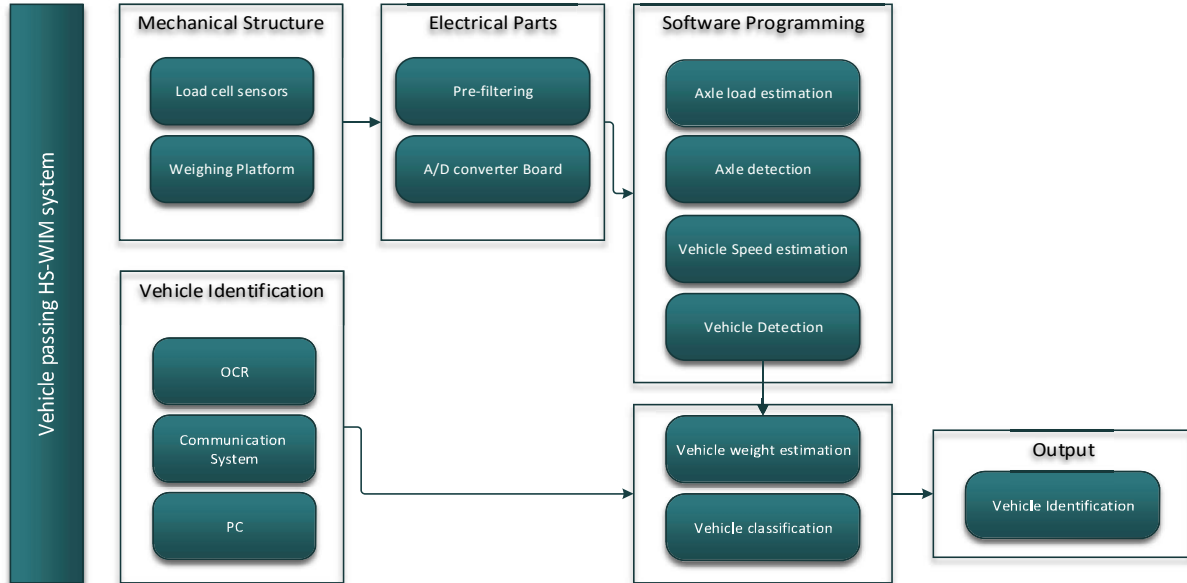 Vehicle passing HS-WIM system
Mechanical Structure
Load cell sensors
Weighing Platform
Electrical Parts
Pre-filtering
A/D converter Board
Software Programming
Axle load estimation
Axle detection
Vehicle Speed estimation
Vehicle Detection
Vehicle Identification
OCR
Communication
System
PC
Vehicle weight estimation
Vehicle classification
Output
Vehicle Identification